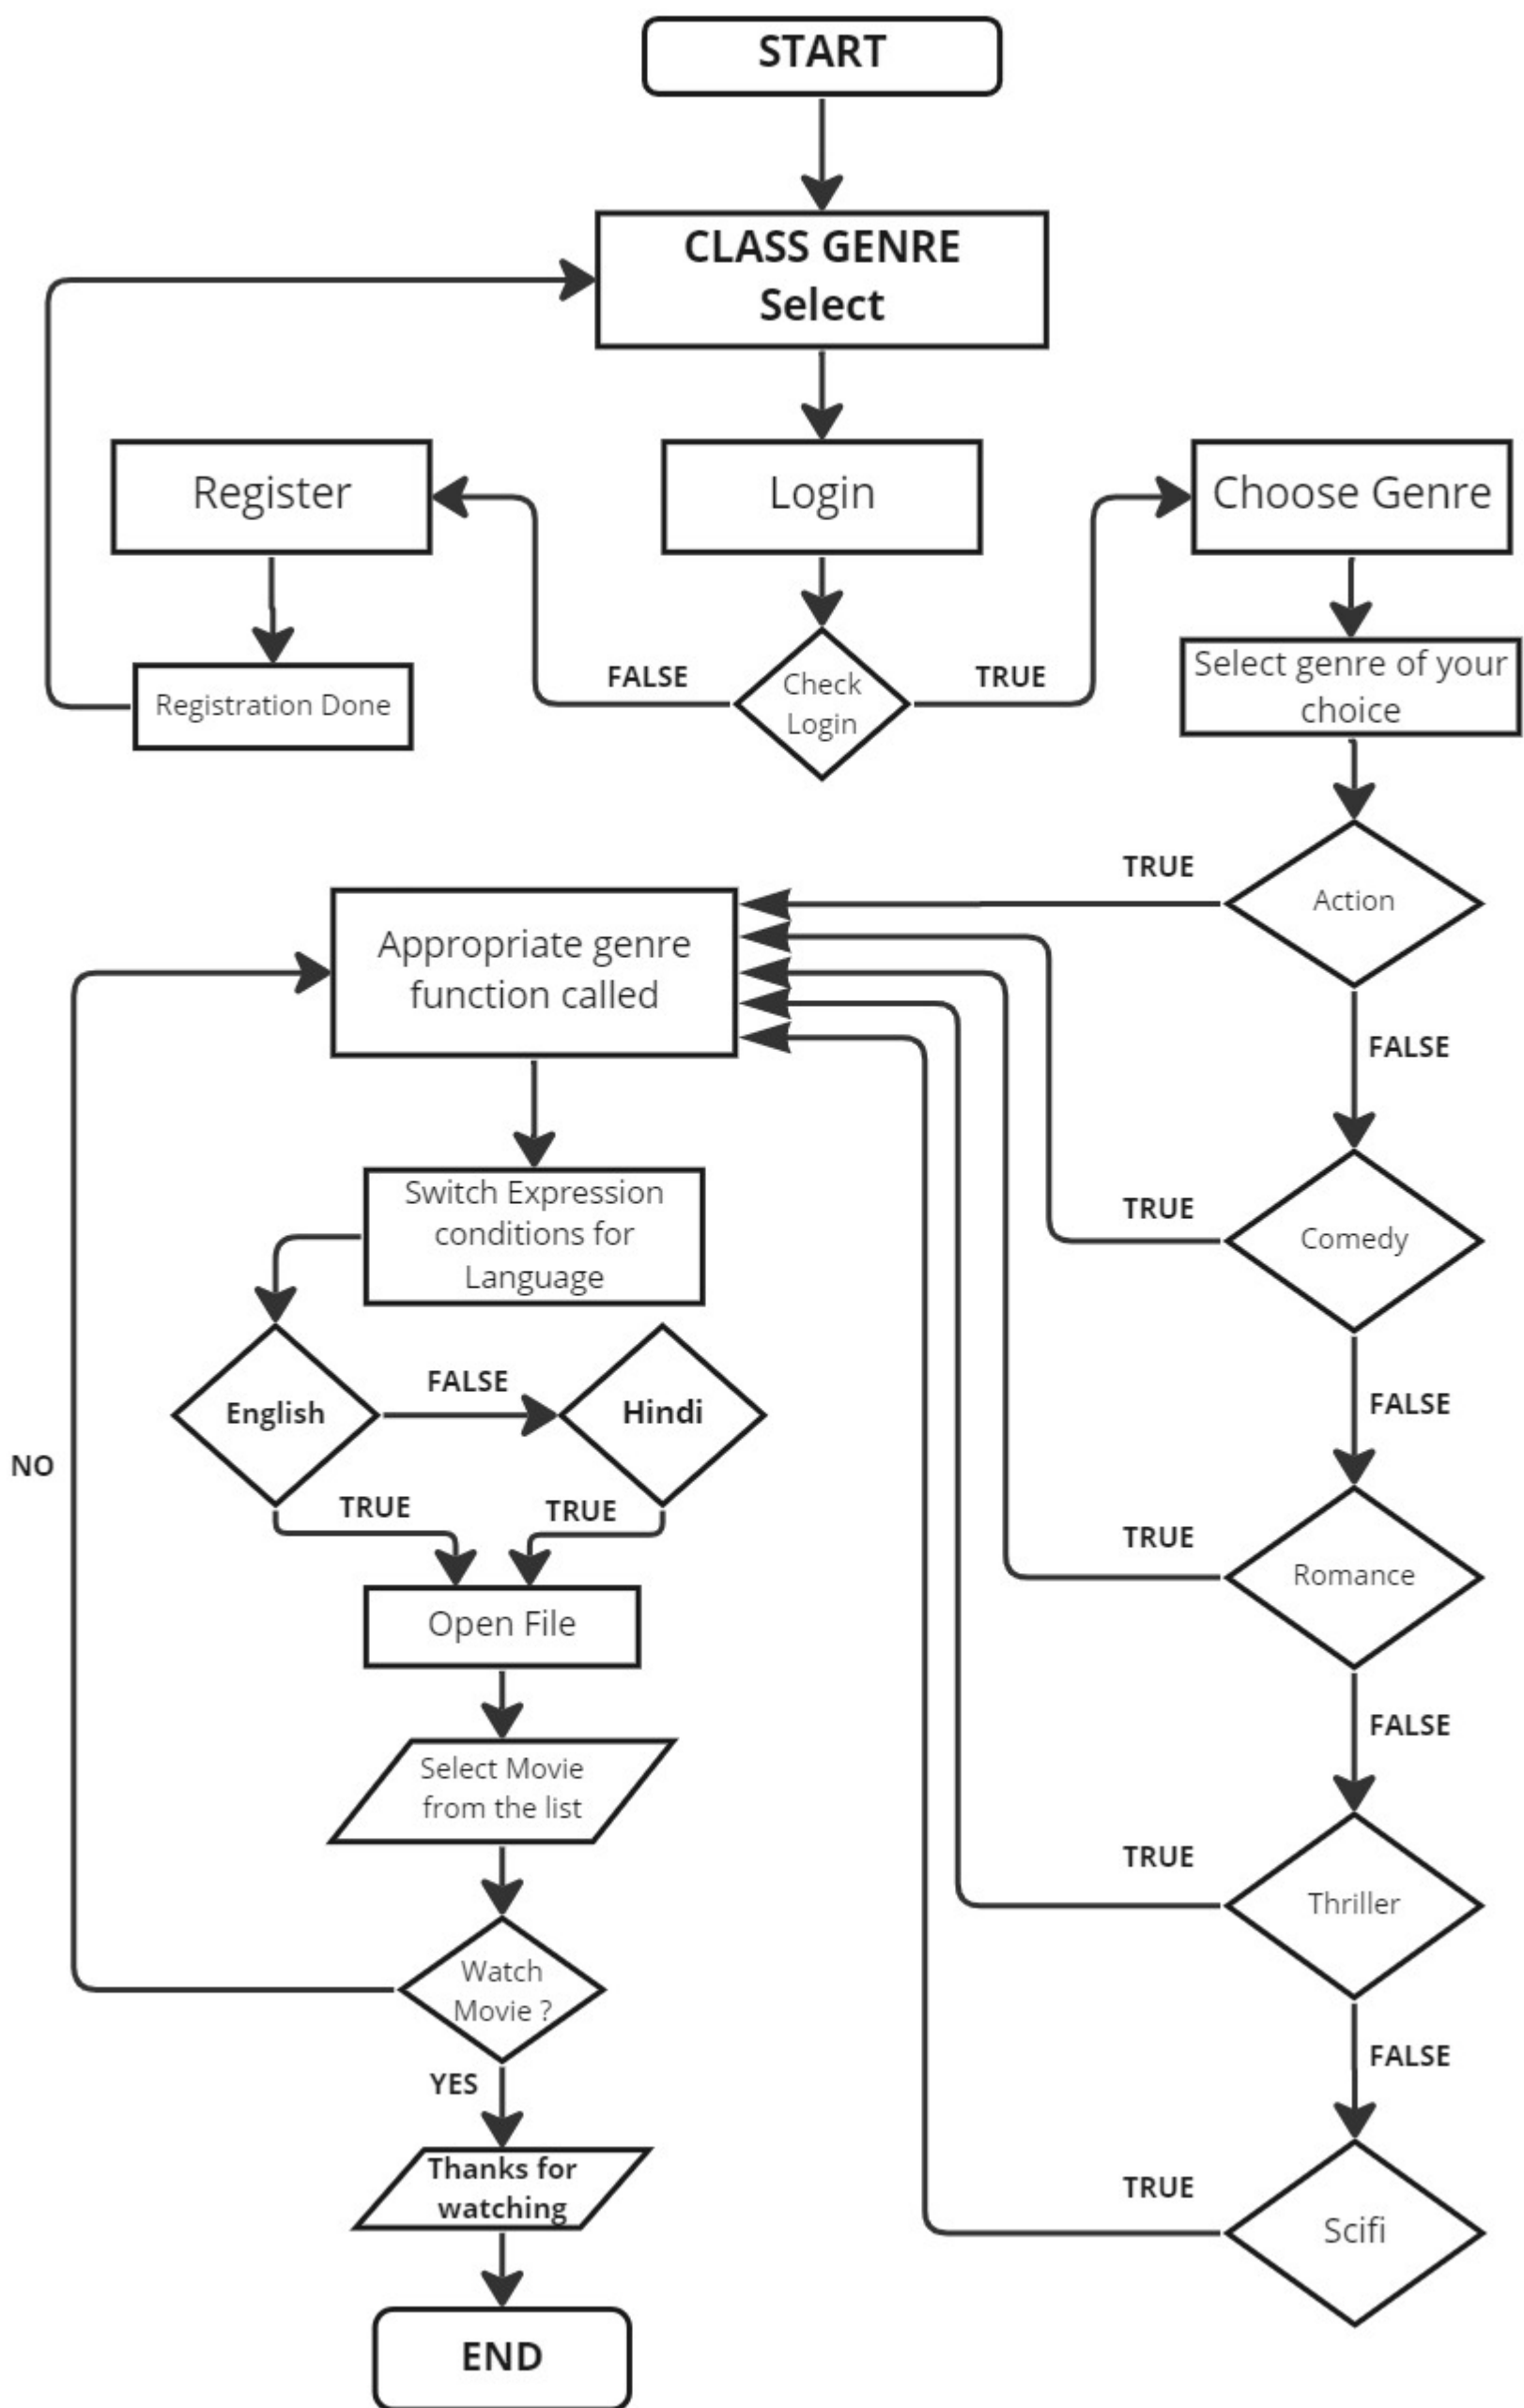 START
CLASS GENRE
Select
Register
Login
Choose Genre
Registration Done
FALSE
Check
Login
TRUE
Select genre of your
choice
TRUE
Action
Appropriate genre
function called
FALSE
Switch Expression
conditions for
Language
TRUE
Comedy
English
FALSE
Hindi
FALSE
NO
TRUE
TRUE
TRUE
Romance
Open File
FALSE
Select Movie
from the list
TRUE
Thriller
Watch
Movie ?
FALSE
YES
Thanks for
watching
TRUE
Scifi
END